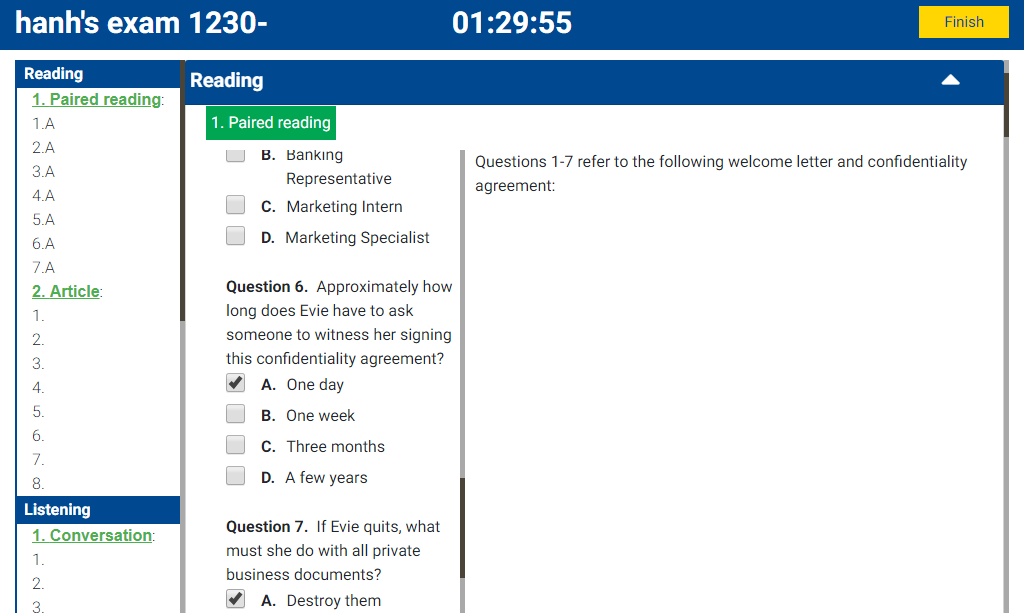 hanh's exam 1230-
01:29:55
Finish
Reading
1. Paired reading:
1.A
2.A
3.A
4.A
5.A
6.A
7.A
2. Article:
1.
2.
3.
4.
5.
6.
7.
8.
Listening
1. Conversation:
1.
2.
3.
Reading
1. Paired reading
B. Banking
Representative
C. Marketing Intern
D. Marketing Specialist
Question 6. Approximately how
long does Evie have to ask
someone to witness her signing
this confidentiality agreement?
A. One day
B. One week
C. Three months
D. A few years
Question 7. If Evie quits, what
must she do with all private
business documents?
A. Destroy them
Questions 1-7 refer to the following welcome letter and confidentiality
agreement: